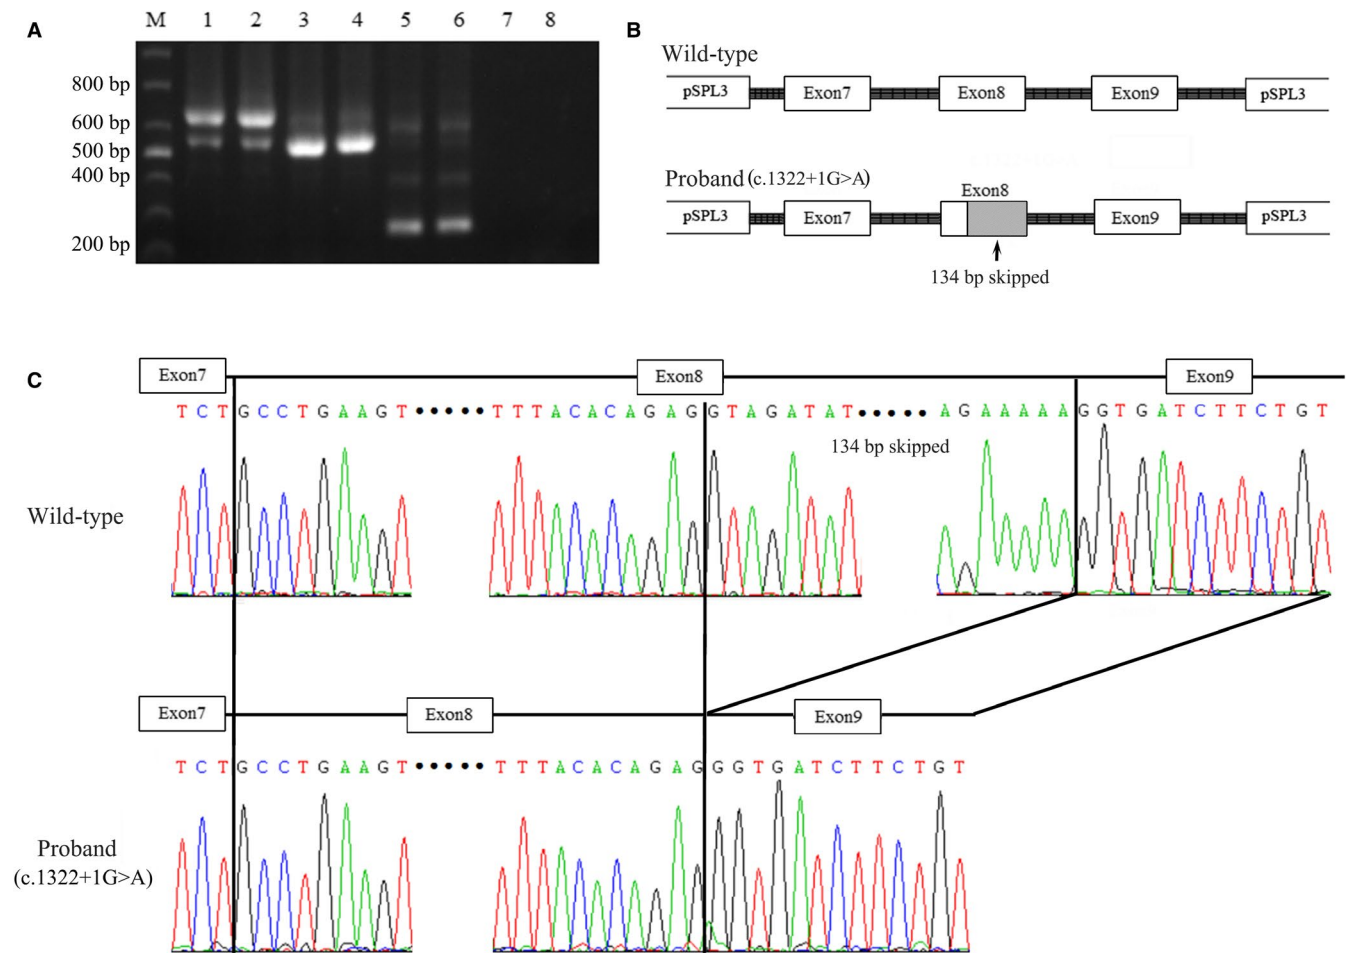 A
M 1 2 3 4 5 6 7 8
800 bp
600 bp
500 bp
400 bp
200 bp
B
Wild-type
pSPL3 Exon7 Exon8 Exon9 pSPL3
Proband (c.1322+1G>A)
Exon8
pSPL3 Exon7 Exon9 pSPL3
134 bp skipped
C
Exon7 Exon8 Exon9
T C T G C C T G A A G T ••••• T T T A C A C A G A G G T A G A T A T ••••• A G A A A A A G G T G A T C T T C T G T
134 bp skipped
Wild-type
Exon7 Exon8 Exon9
T C T G C C T G A A G T ••••• T T T A C A C A G A G G G T G A T C T T C T G T
Proband
(c.1322+1G>A)